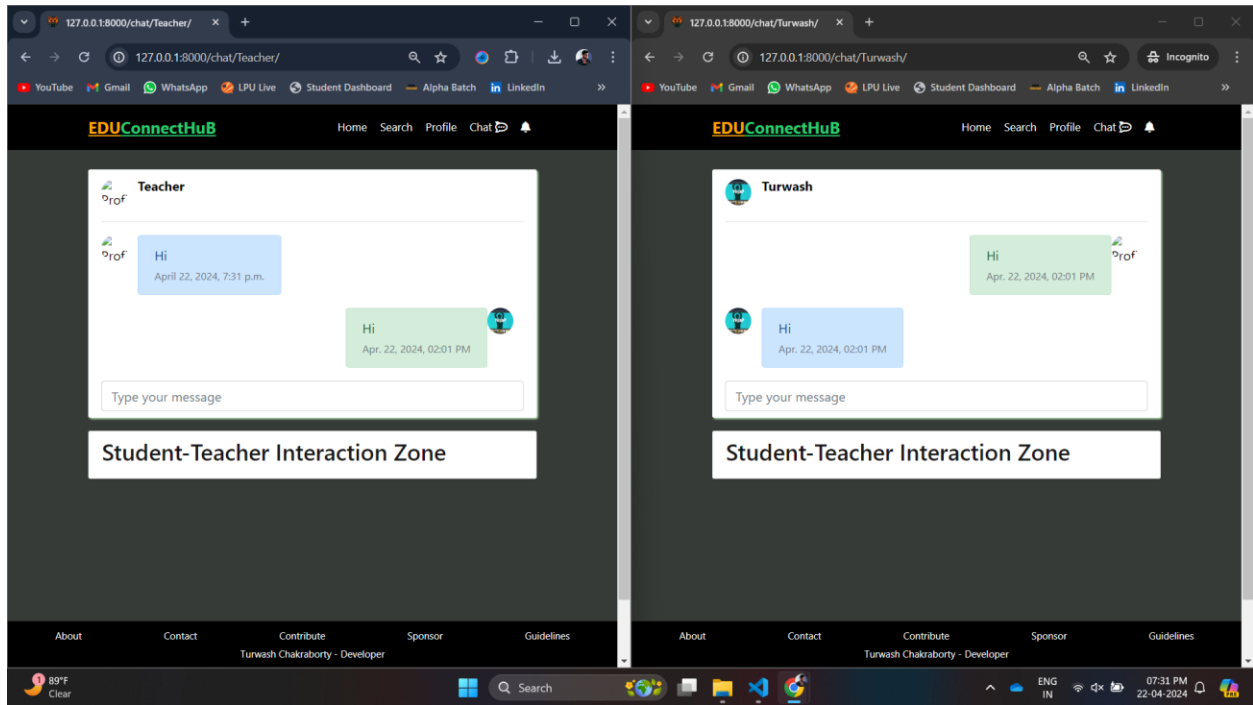 127.0.0.1:8000/chat/Teacher/
127.0.0.1:8000/chat/Teacher/
YouTube Gmail WhatsApp LPU Live Student Dashboard Alpha Batch LinkedIn »
EDUConnectHuB Home Search Profile Chat
Prof Teacher
Prof Hi
April 22, 2024, 7:31 p.m.
Hi
Apr. 22, 2024, 02:01 PM
Type your message
Student-Teacher Interaction Zone
About Contact Contribute Sponsor Guidelines
Turwash Chakraborty - Developer
127.0.0.1:8000/chat/Turwash/
127.0.0.1:8000/chat/Turwash/ Incognito
YouTube Gmail WhatsApp LPU Live Student Dashboard Alpha Batch LinkedIn »
EDUConnectHuB Home Search Profile Chat
Turwash
Hi Prof
Apr. 22, 2024, 02:01 PM
Hi
Apr. 22, 2024, 02:01 PM
Type your message
Student-Teacher Interaction Zone
About Contact Contribute Sponsor Guidelines
Turwash Chakraborty - Developer
1 89°F
Clear
Search
ENG
IN
07:31 PM
22-04-2024